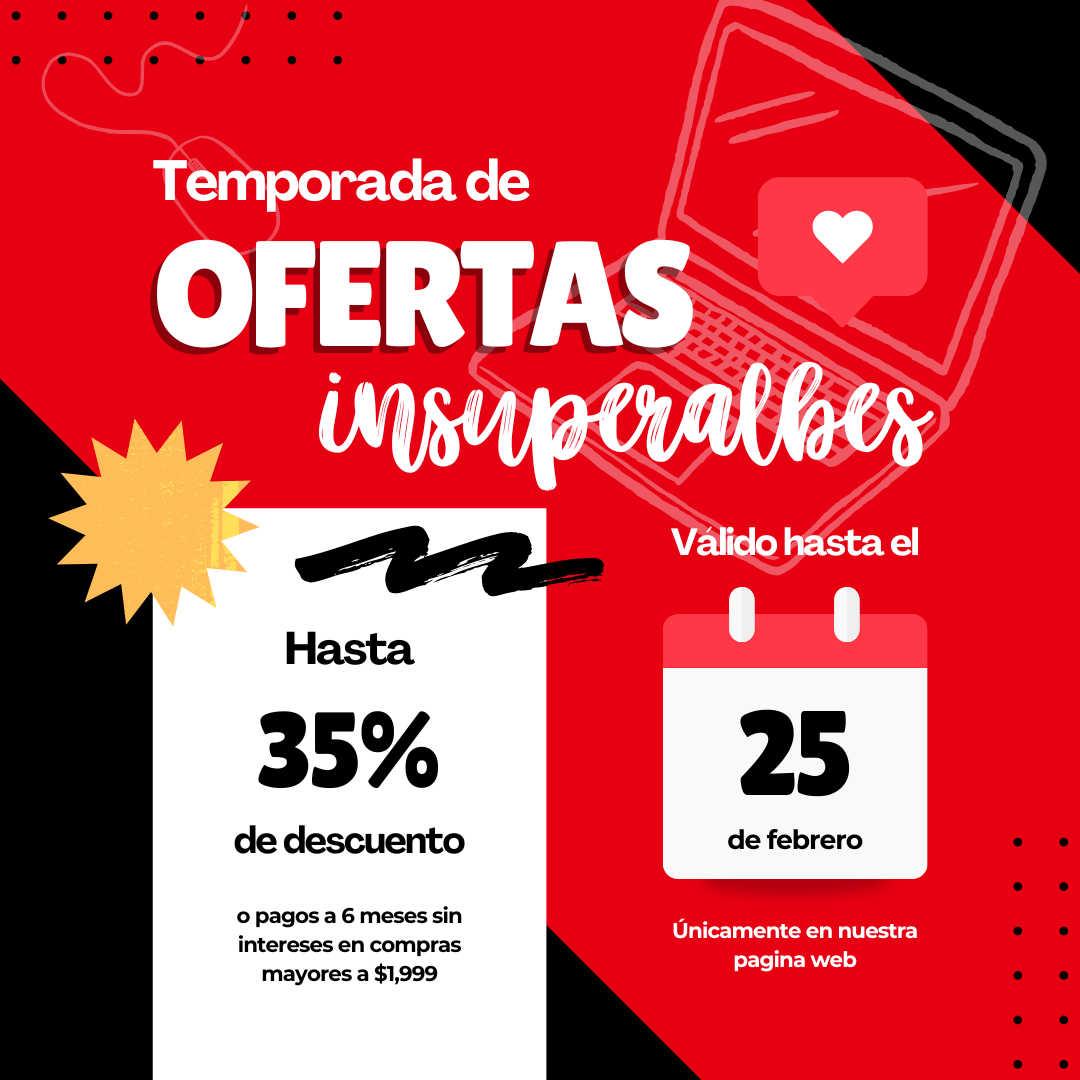 Temporada de
OFERTAS
insuperalbes
Hasta
35%
de descuento
o pagos a 6 meses sin
intereses en compras
mayores a $1,999
Válido hasta el
25
de febrero
Únicamente en nuestra
pagina web